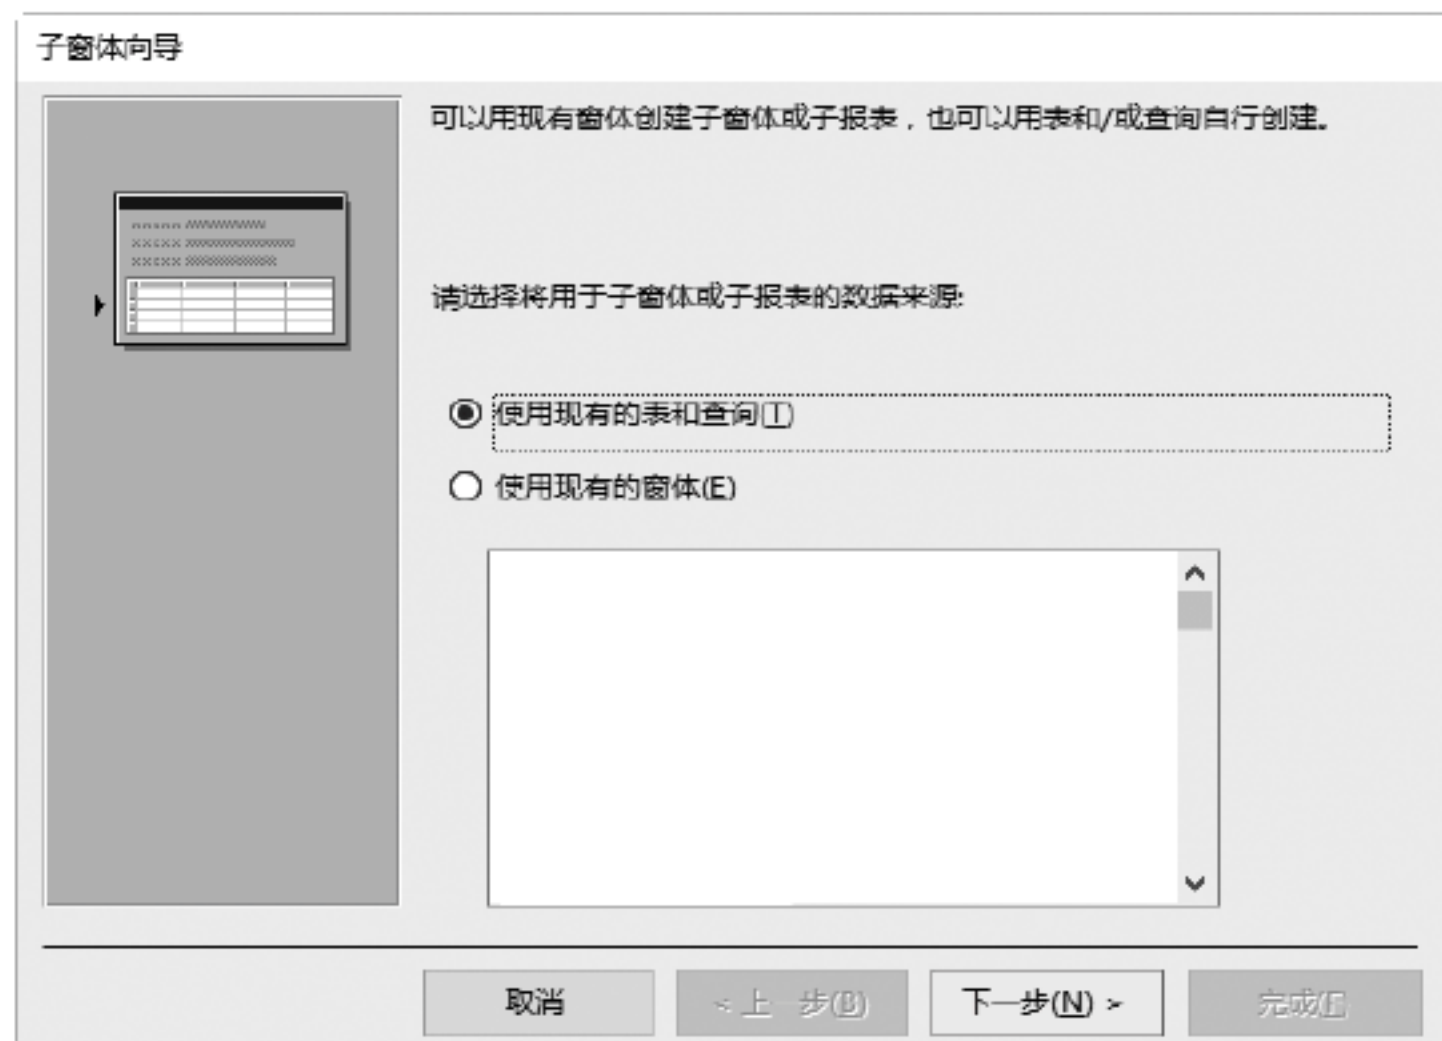 子窗体向导
可以用现有窗体创建子窗体或子报表，也可以用表和/或查询自行创建。
请选择将用于子窗体或子报表的数据来源:
使用现有的表和查询(T)
使用现有的窗体(E)
取消
< 上一步(B)
下一步(N) >
完成(F)